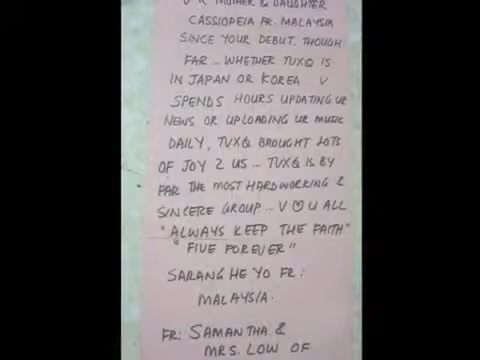 V R MOTHER & DAUGHTER
CASSIOPEIA FR. MALAYSIA
SINCE YOUR DEBUT. THOUGH
FAR ... WHETHER TVXQ IS
IN JAPAN OR KOREA V
SPENDS HOURS UPDATING UR
NEWS OR UPLOADING UR MUSIC
DAILY, TVXQ BROUGHT LOTS
OF JOY 2 US ... TVXQ IS BY
FAR THE MOST HARDWORKING &
SINCERE GROUP ... V ♡ U ALL
"ALWAYS KEEP THE FAITH"
"FIVE FOREVER"
SARANG HE YO FR:
MALAYSIA.
FR: SAMANTHA &
MRS. LOW OF